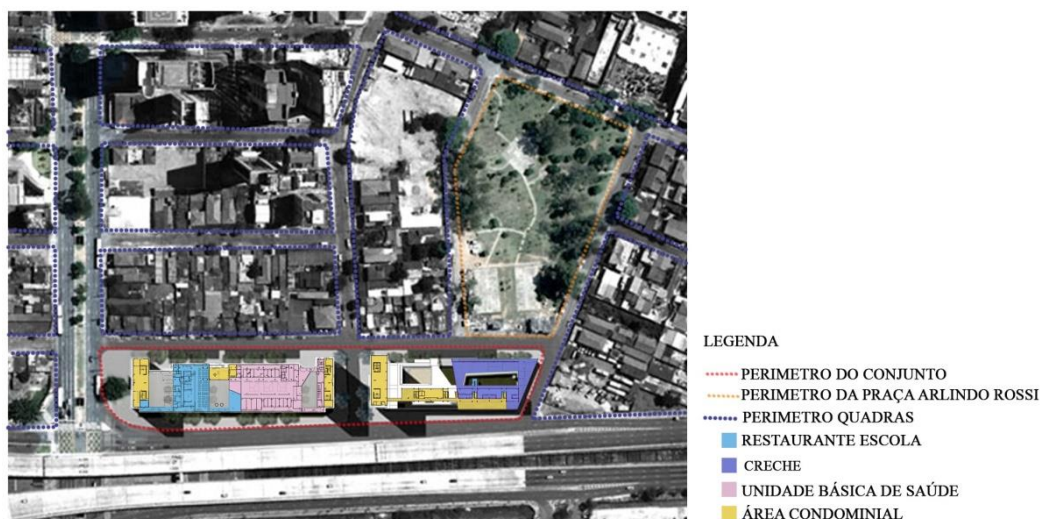 LEGENDA
PERIMETRO DO CONJUNTO
PERIMETRO DA PRAÇA ARLINDO ROSSI
PERIMETRO QUADRAS
RESTAURANTE ESCOLA
CRECHE
UNIDADE BÁSICA DE SAÚDE
ÁREA CONDOMINIAL